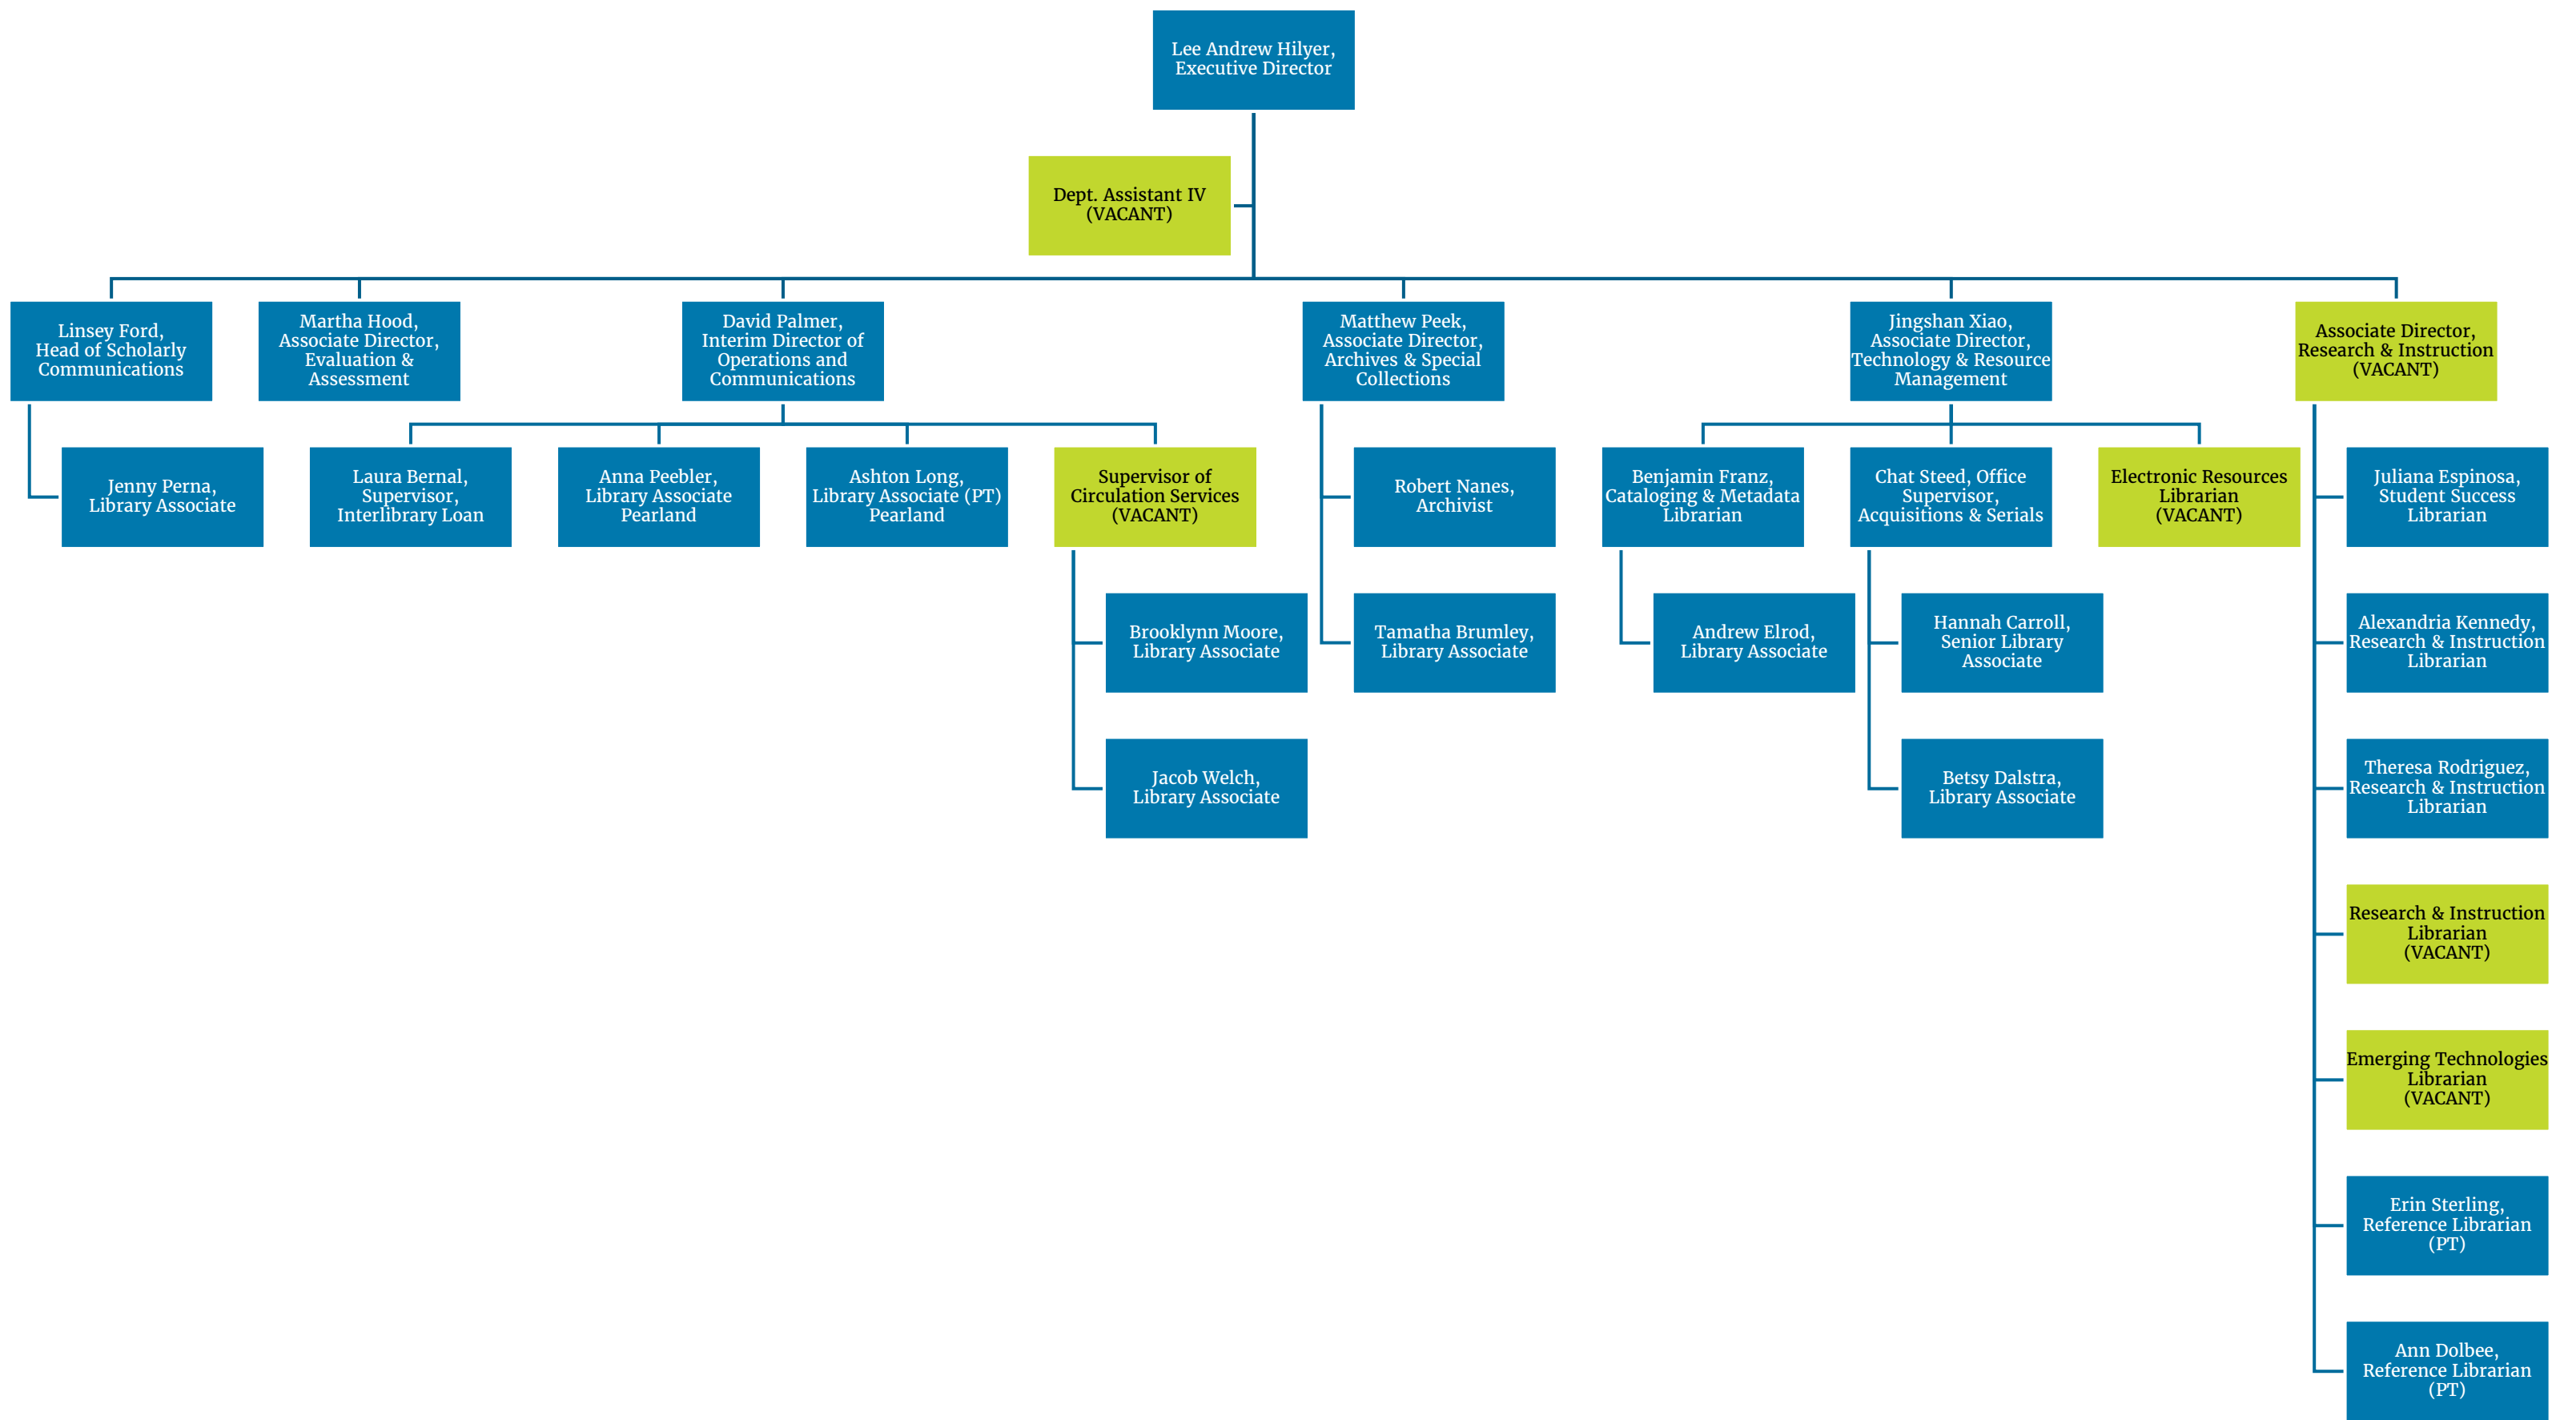 Lee Andrew Hilyer,
Executive Director
Dept. Assistant IV
(VACANT)
Linsey Ford,
Head of Scholarly
Communications
Martha Hood,
Associate Director,
Evaluation &
Assessment
David Palmer,
Interim Director of
Operations and
Communications
Matthew Peek,
Associate Director,
Archives & Special
Collections
Jingshan Xiao,
Associate Director,
Technology & Resource
Management
Associate Director,
Research & Instruction
(VACANT)
Jenny Perna,
Library Associate
Laura Bernal,
Supervisor,
Interlibrary Loan
Anna Peebler,
Library Associate
Pearland
Ashton Long,
Library Associate (PT)
Pearland
Supervisor of
Circulation Services
(VACANT)
Robert Nanes,
Archivist
Benjamin Franz,
Cataloging & Metadata
Librarian
Chat Steed, Office
Supervisor,
Acquisitions & Serials
Electronic Resources
Librarian
(VACANT)
Juliana Espinosa,
Student Success
Librarian
Brooklynn Moore,
Library Associate
Tamatha Brumley,
Library Associate
Andrew Elrod,
Library Associate
Hannah Carroll,
Senior Library
Associate
Alexandria Kennedy,
Research & Instruction
Librarian
Jacob Welch,
Library Associate
Betsy Dalstra,
Library Associate
Theresa Rodriguez,
Research & Instruction
Librarian
Research & Instruction
Librarian
(VACANT)
Emerging Technologies
Librarian
(VACANT)
Erin Sterling,
Reference Librarian
(PT)
Ann Dolbee,
Reference Librarian
(PT)